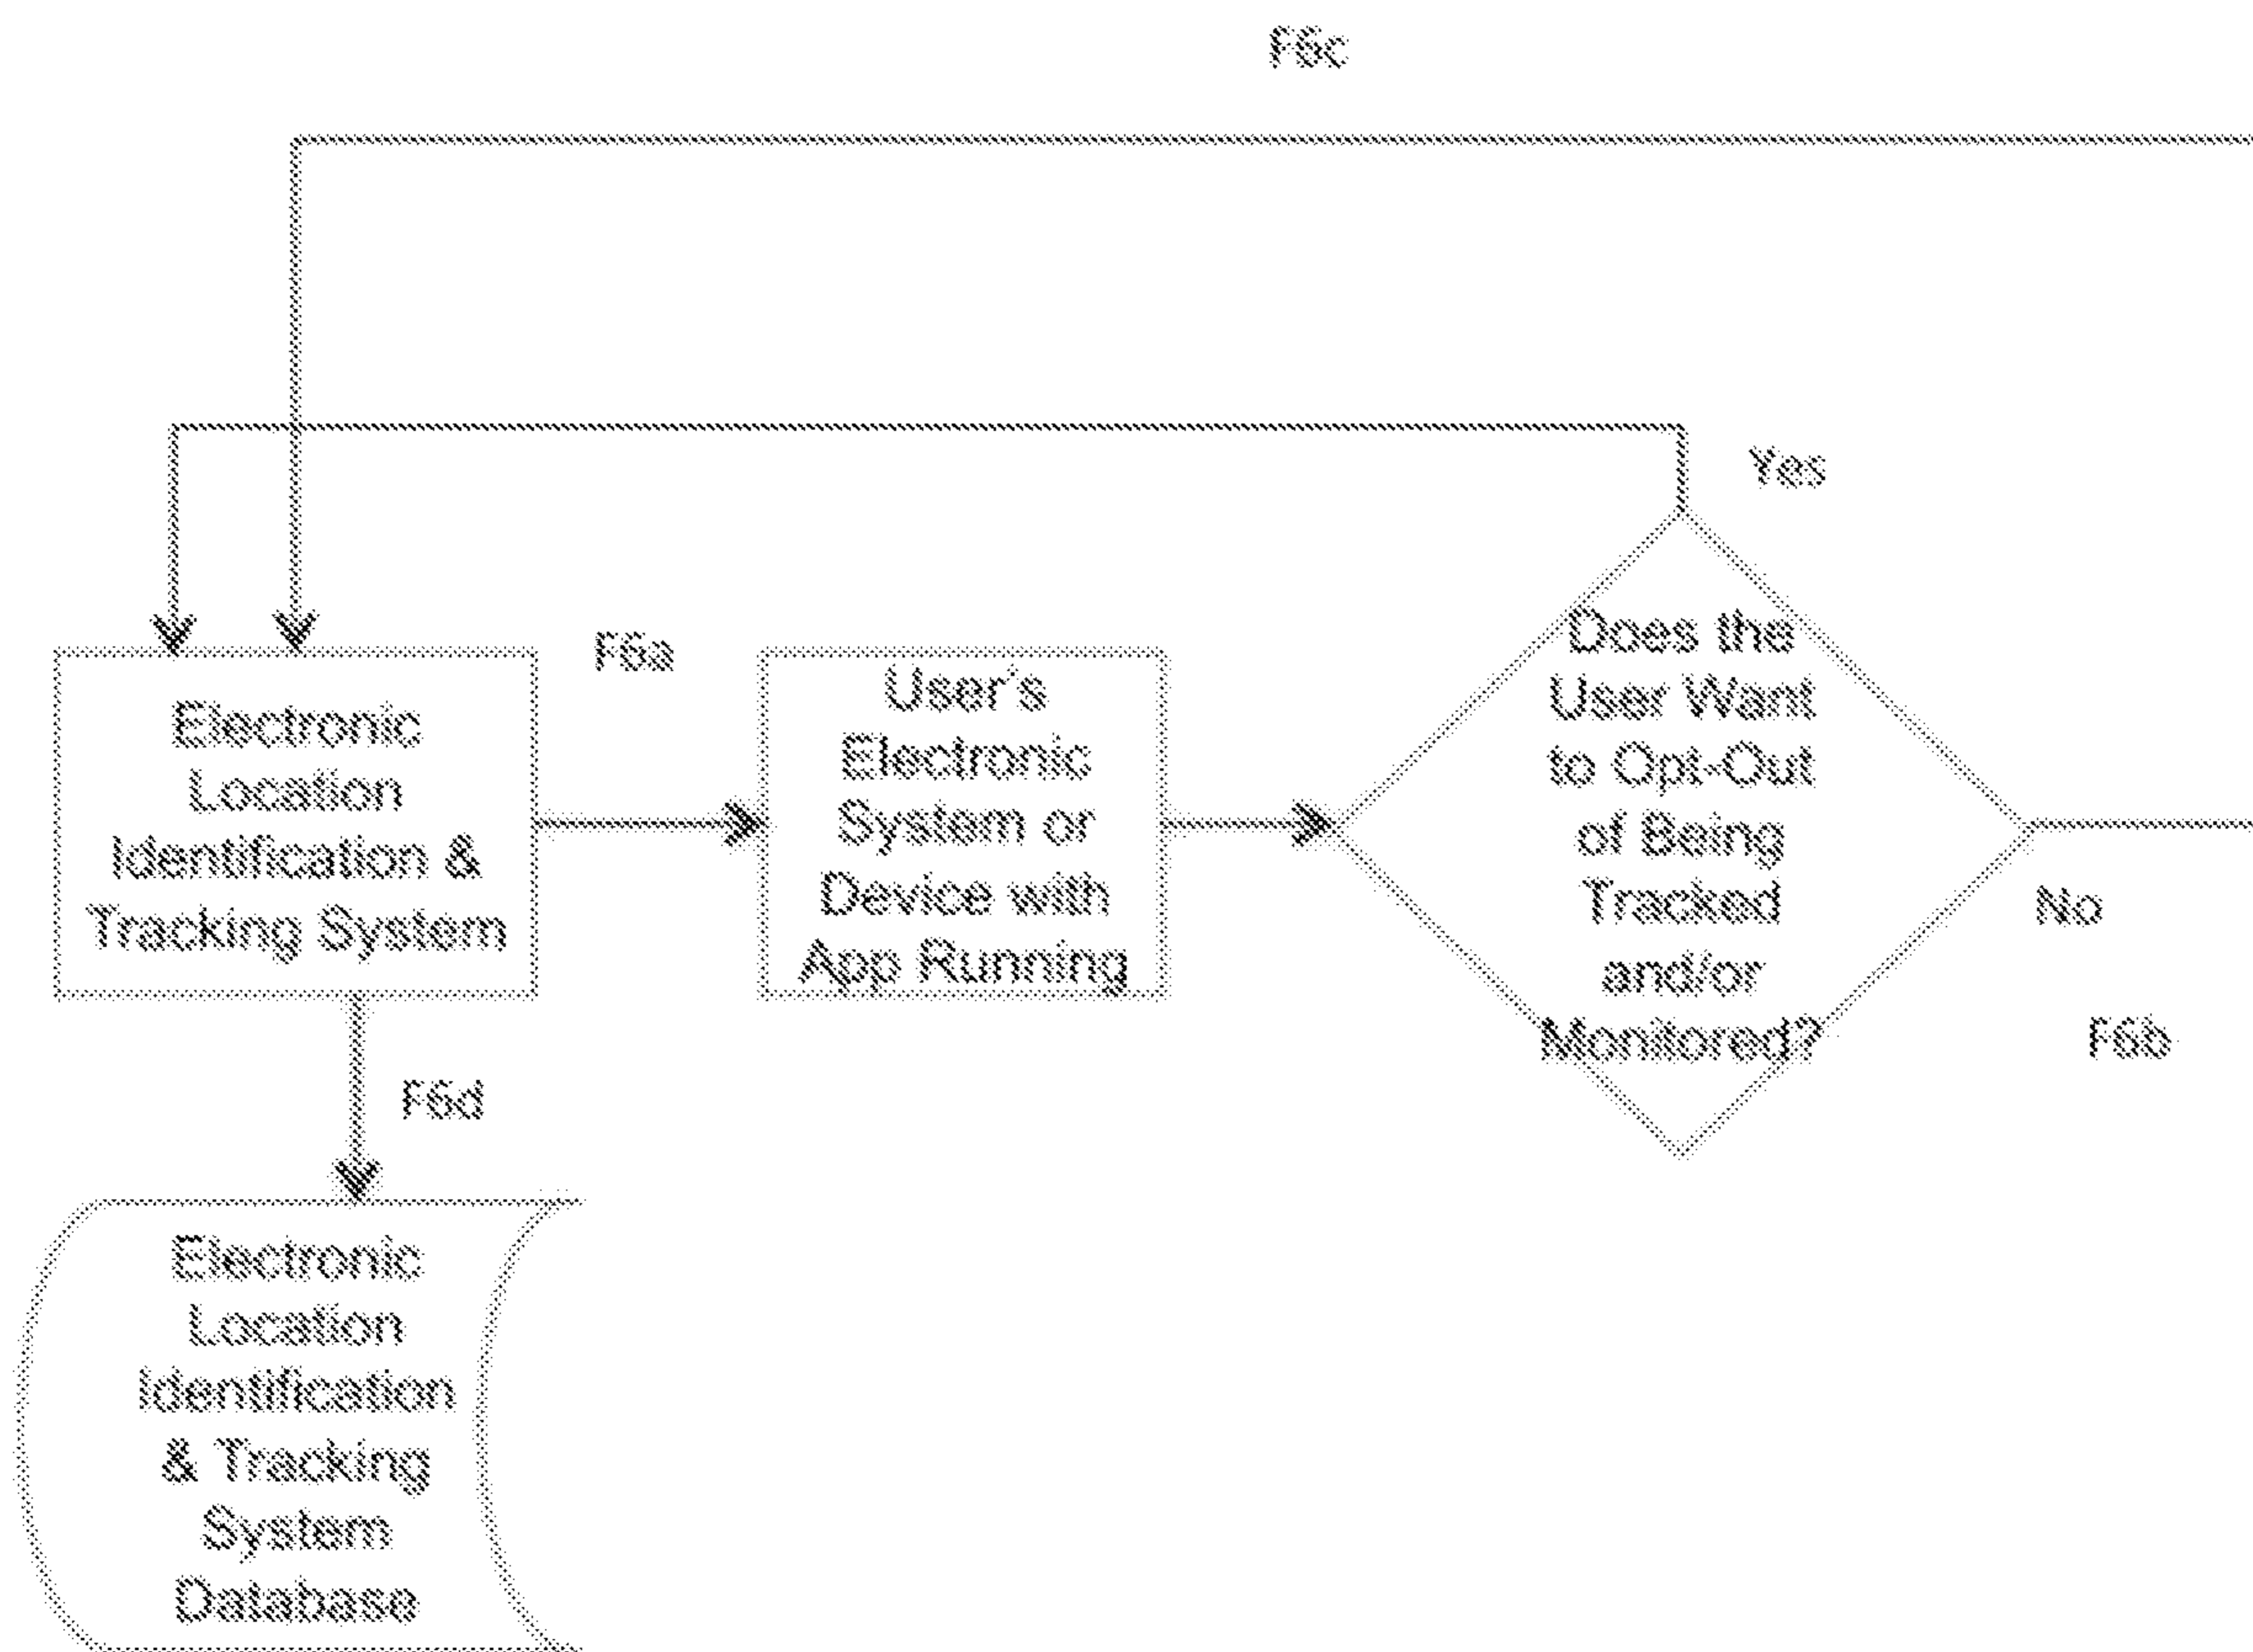 F6c
Yes
Electronic
Location
Identification &
Tracking System
F6a
User's
Electronic
System or
Device with
App Running
Does the
User Want
to Opt-Out
of Being
Tracked
and/or
Monitored?
No
F6b
F6d
Electronic
Location
Identification
& Tracking
System
Database